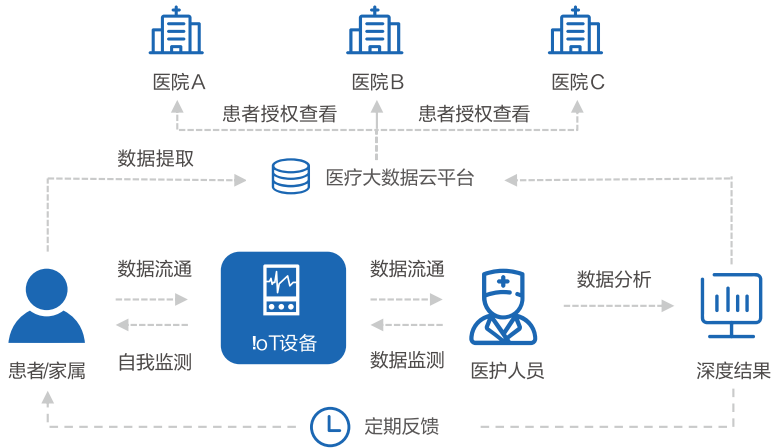 医院A
医院B
医院C
患者授权查看
患者授权查看
数据提取
医疗大数据云平台
数据流通
数据流通
数据分析
IoT设备
自我监测
数据监测
患者/家属
医护人员
深度结果
定期反馈